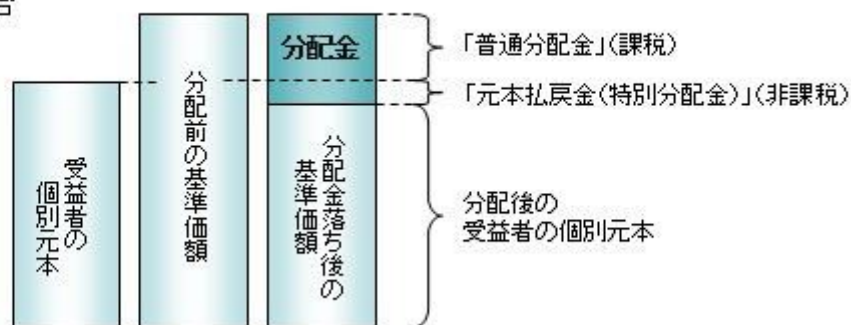 分配金
「普通分配金」(課税)
「元本払戻金(特別分配金)」(非課税)
受益者の
個別元本
分配前の基準価額
分配金落ち後の
基準価額
分配後の
受益者の個別元本